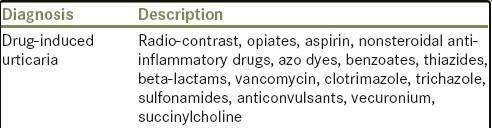 Diagnosis Description
Drug-induced urticaria Radio-contrast, opiates, aspirin, nonsteroidal anti-
inflammatory drugs, azo dyes, benzoates, thiazides,
beta-lactams, vancomycin, clotrimazole, trichazole,
sulfonamides, anticonvulsants, vecuronium,
succinylcholine